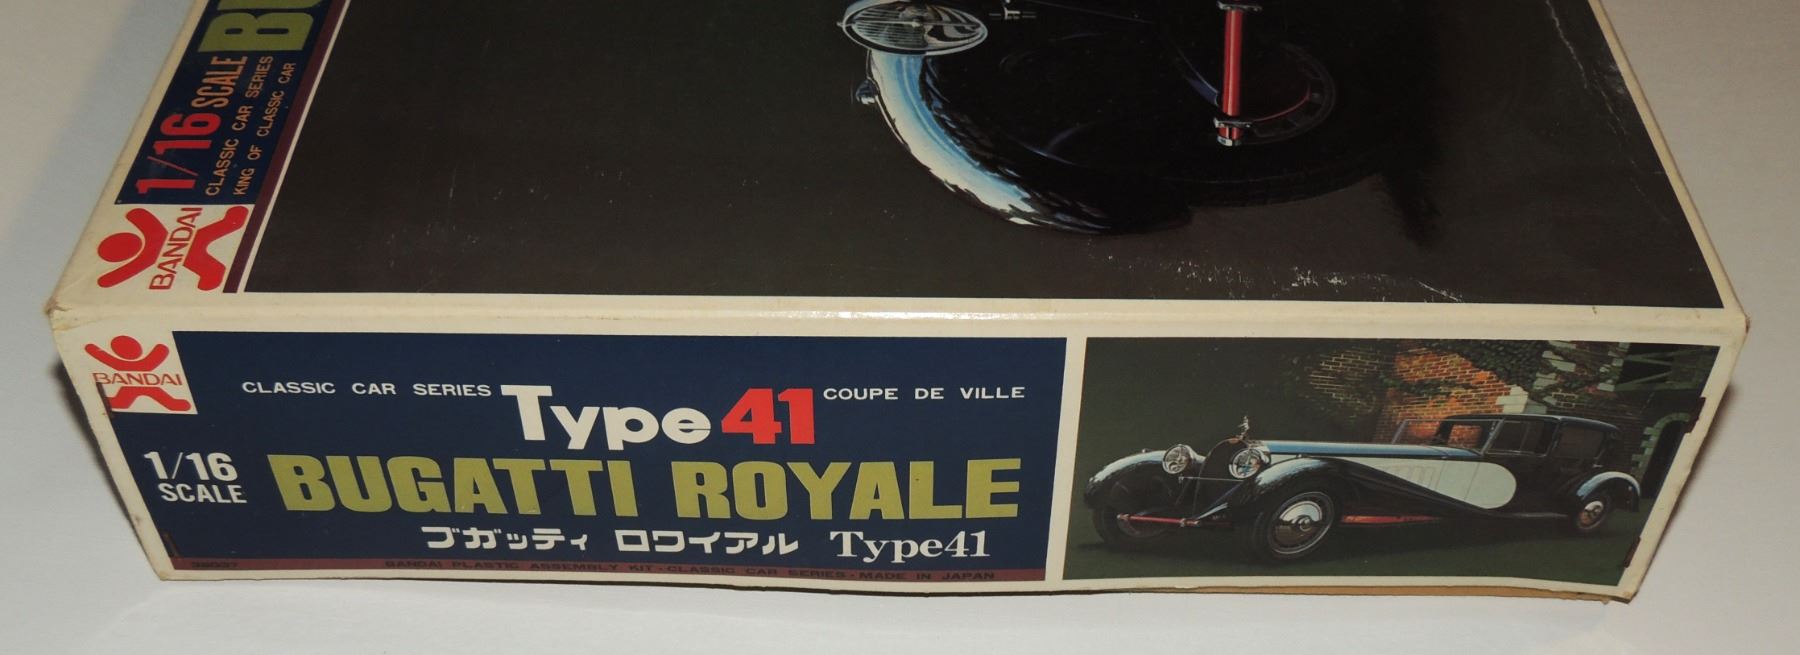 1/16 SCALE
CLASSIC CAR SERIES
KING OF CLASSIC CAR
BANDAI
BANDAI
CLASSIC CAR SERIES Type 41 COUPE DE VILLE
1/16
SCALE
BUGATTI ROYALE
ブガッティ ロワイアル Type41
BANDAI PLASTIC ASSEMBLY KIT · CLASSIC CAR SERIES · MADE IN JAPAN